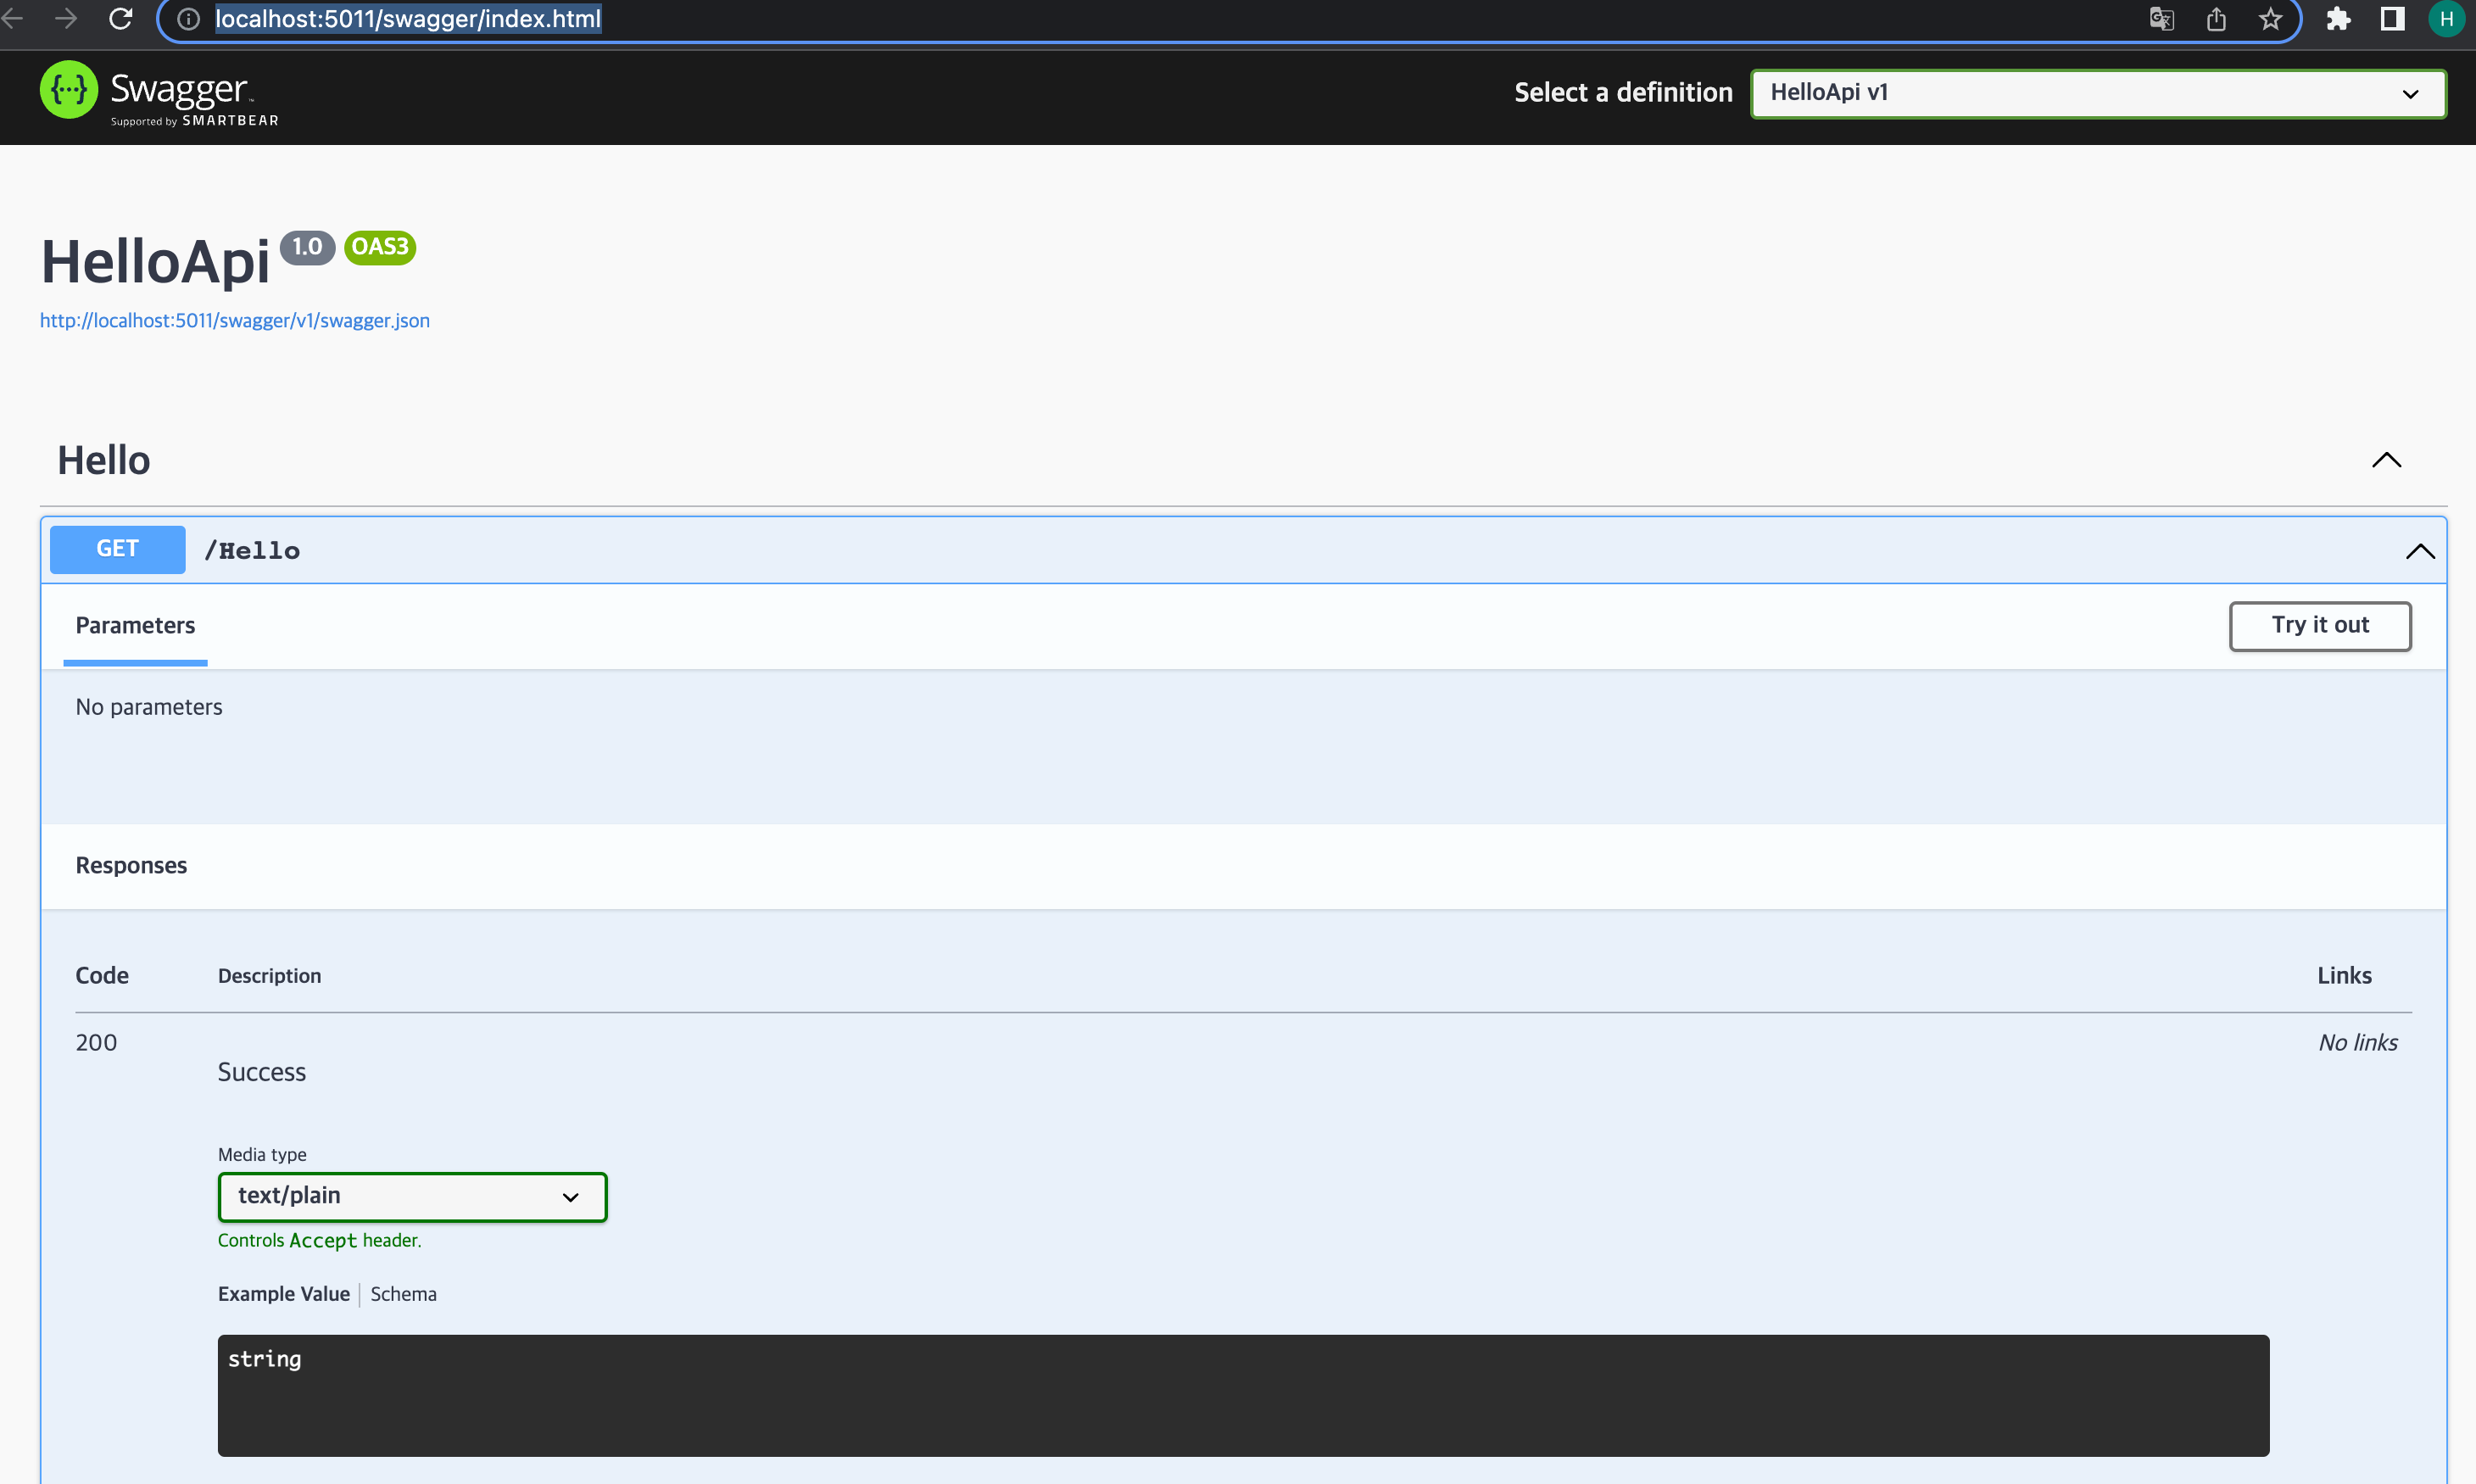 localhost:5011/swagger/index.html
H
Swagger™
Supported by SMARTBEAR
Select a definition
HelloApi v1
HelloApi 1.0 OAS3
http://localhost:5011/swagger/v1/swagger.json
Hello
GET /Hello
Parameters
Try it out
No parameters
Responses
Code Description Links
200 No links
Success
Media type
text/plain
Controls Accept header.
Example Value Schema
string